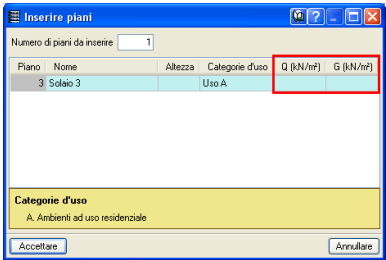 Inserire piani
Numero di piani da inserire 1
Piano Nome Altezza Categorie d'uso Q (kN/m²) G (kN/m²)
3 Solaio 3 Uso A
Categorie d'uso
A. Ambienti ad uso residenziale
Accettare Annullare